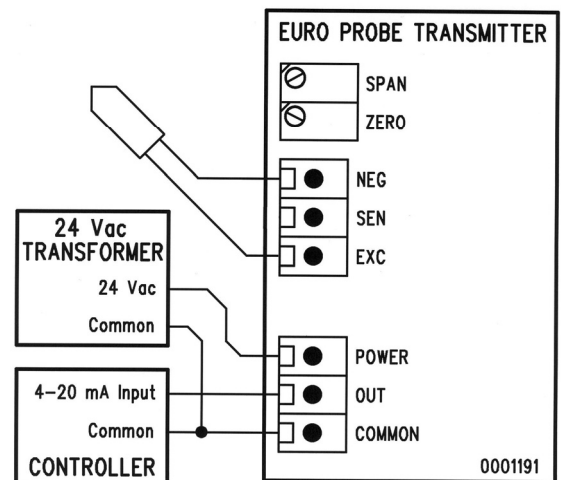 EURO PROBE TRANSMITTER
SPAN
ZERO
NEG
SEN
EXC
24 Vac
TRANSFORMER
24 Vac
Common
POWER
4-20 mA Input
OUT
Common
COMMON
CONTROLLER
0001191